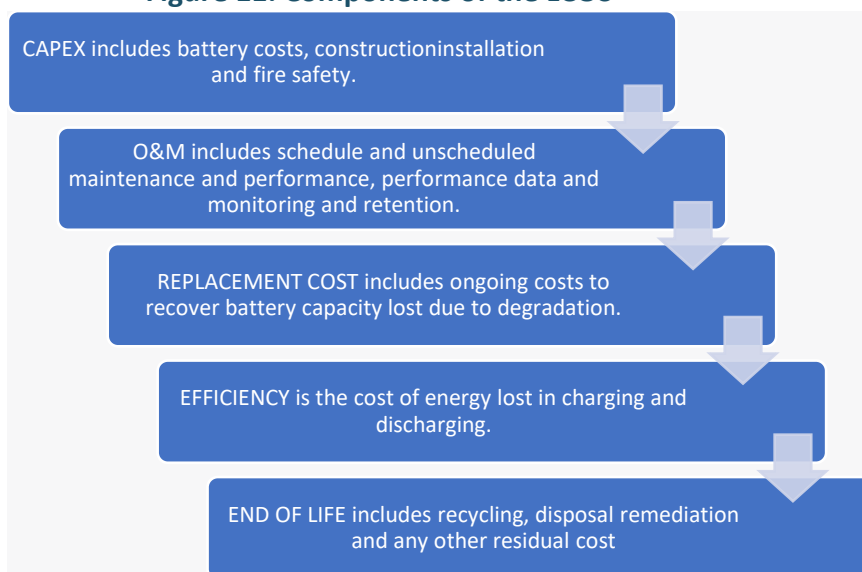 CAPEX includes battery costs, constructioninstallation
and fire safety.
O&M includes schedule and unscheduled
maintenance and performance, performance data and
monitoring and retention.
REPLACEMENT COST includes ongoing costs to
recover battery capacity lost due to degradation.
EFFICIENCY is the cost of energy lost in charging and
discharging.
END OF LIFE includes recycling, disposal remediation
and any other residual cost